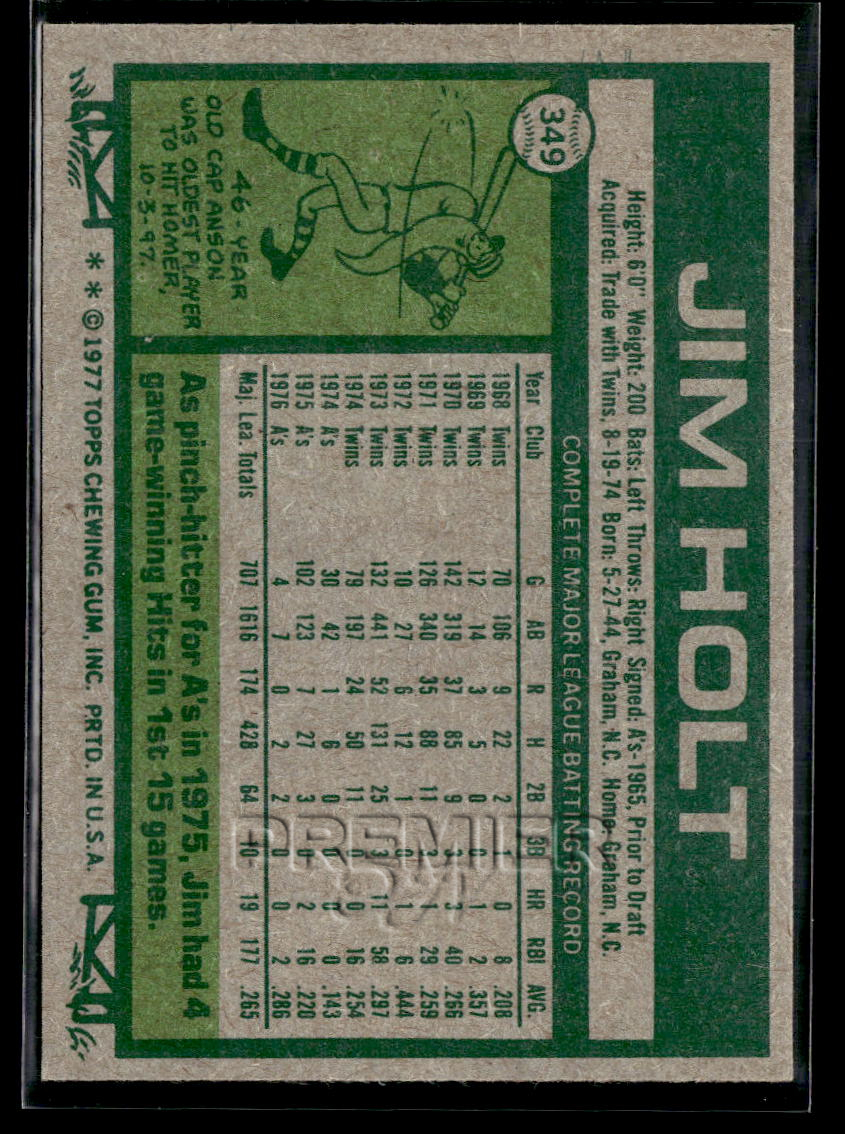 349
JIM HOLT
Height: 6'0" Weight: 200 Bats: Left Throws: Right Signed: A's-1965, Prior to Draft
Acquired: Trade with Twins, 8-19-74 Born: 5-27-44, Graham, N.C. Home: Graham, N.C.
COMPLETE MAJOR LEAGUE BATTING RECORD
Year Club G AB R H 2B 3B HR RBI AVG.
1968 Twins 70 106 9 22 2 1 0 8 .208
1969 Twins 12 14 3 5 0 0 1 2 .357
1970 Twins 142 319 37 85 9 3 3 40 .266
1971 Twins 126 340 35 88 11 3 1 29 .259
1972 Twins 10 27 6 12 1 0 1 6 .444
1973 Twins 132 441 52 131 25 3 11 58 .297
1974 Twins 79 197 24 50 11 0 0 16 .254
1974 A's 30 42 1 6 0 0 0 0 .143
1975 A's 102 123 7 27 3 0 2 16 .220
1976 A's 4 7 0 2 2 0 0 2 .286
Maj. Lea. Totals 707 1616 174 428 64 10 19 177 .265
46-YEAR
OLD CAP ANSON
WAS OLDEST PLAYER
TO HIT HOMER,
10-3-97.
As pinch-hitter for A's in 1975, Jim had 4
game-winning Hits in 1st 15 games.
* * © 1977 TOPPS CHEWING GUM, INC. PRTD. IN U.S.A.
PREMIER